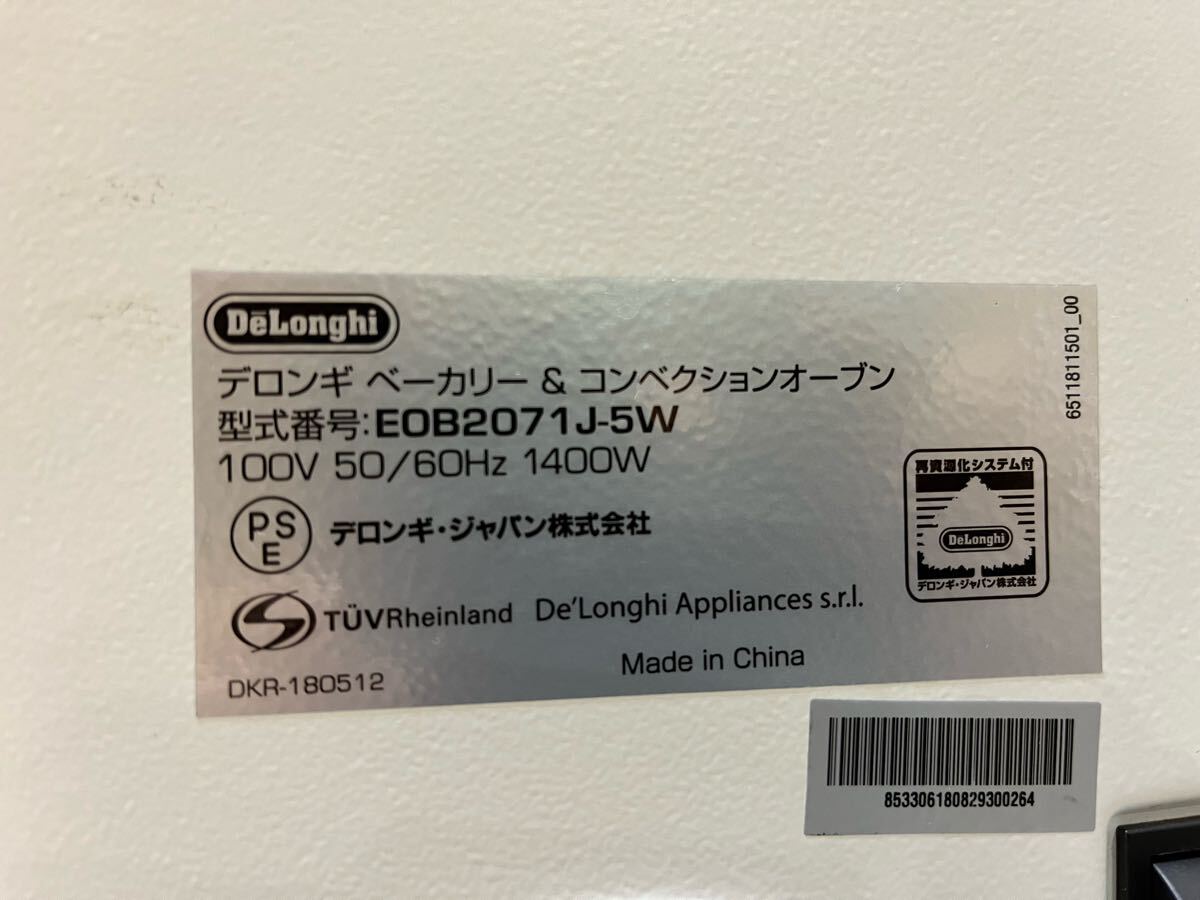 DēLonghi
デロンギ ベーカリー & コンベクションオーブン
型式番号:EOB2071J-5W
100V 50/60Hz 1400W
PS
E
デロンギ・ジャパン株式会社
TÜVRheinland
De'Longhi Appliances s.r.l.
Made in China
DKR-180512
6511811501_00
再資源化システム付
DeLonghi
デロンギ・ジャパン株式会社
853306180829300264